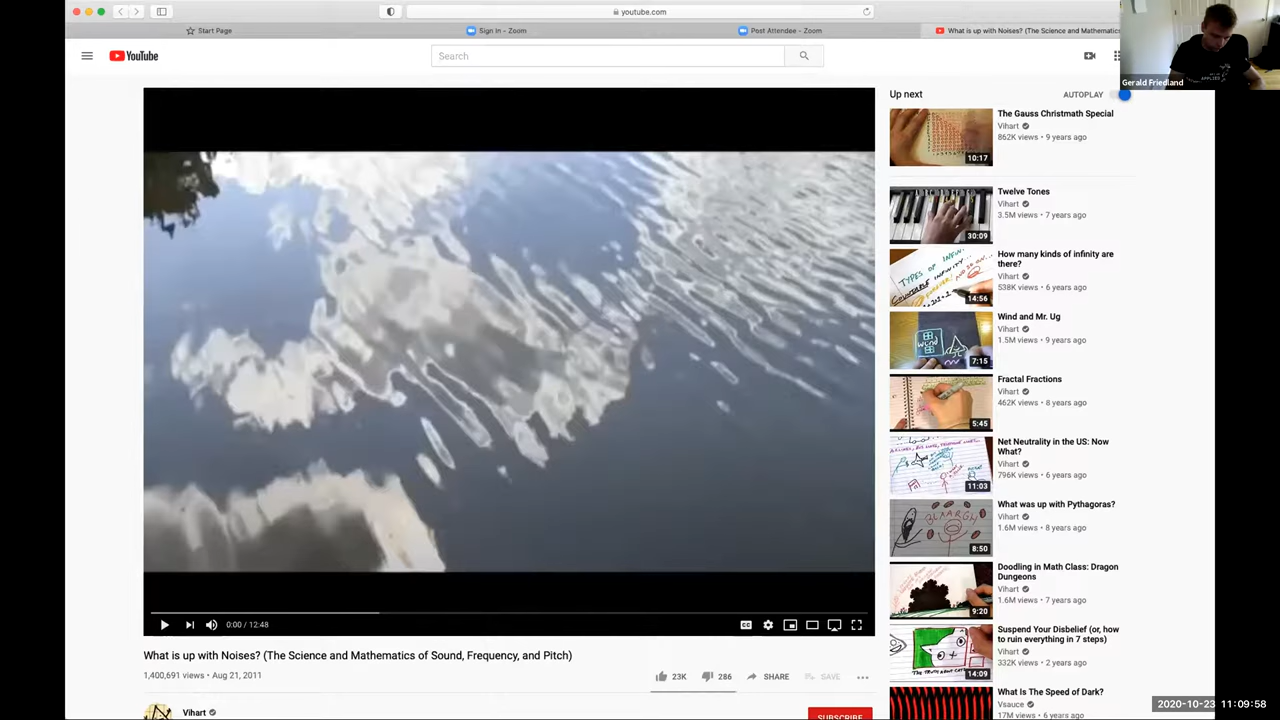 youtube.com
Start Page
Sign In - Zoom
Post Attendee - Zoom
What is up with Noises? (The Science and Mathematics
YouTube
Search
Gerald Friedland
Up next
AUTOPLAY
The Gauss Christmath Special
Vihart
862K views • 9 years ago
10:17
Twelve Tones
Vihart
3.5M views • 7 years ago
30:09
How many kinds of infinity are there?
Vihart
538K views • 6 years ago
14:56
Wind and Mr. Ug
Vihart
1.5M views • 9 years ago
7:15
Fractal Fractions
Vihart
462K views • 8 years ago
5:45
Net Neutrality in the US: Now What?
Vihart
796K views • 6 years ago
11:03
What was up with Pythagoras?
Vihart
1.6M views • 8 years ago
8:50
Doodling in Math Class: Dragon Dungeons
Vihart
1.6M views • 7 years ago
9:20
Suspend Your Disbelief (or, how to ruin everything in 7 steps)
Vihart
332K views • 2 years ago
14:09
What Is The Speed of Dark?
Vsauce
17M views • 6 years ago
0:00 / 12:48
CC
What is up with Noises? (The Science and Mathematics of Sound, Frequency, and Pitch)
1,400,691 views • Aug 21, 2011
23K
286
SHARE
SAVE
Vihart
SUBSCRIBE
2020-10-23 11:09:58